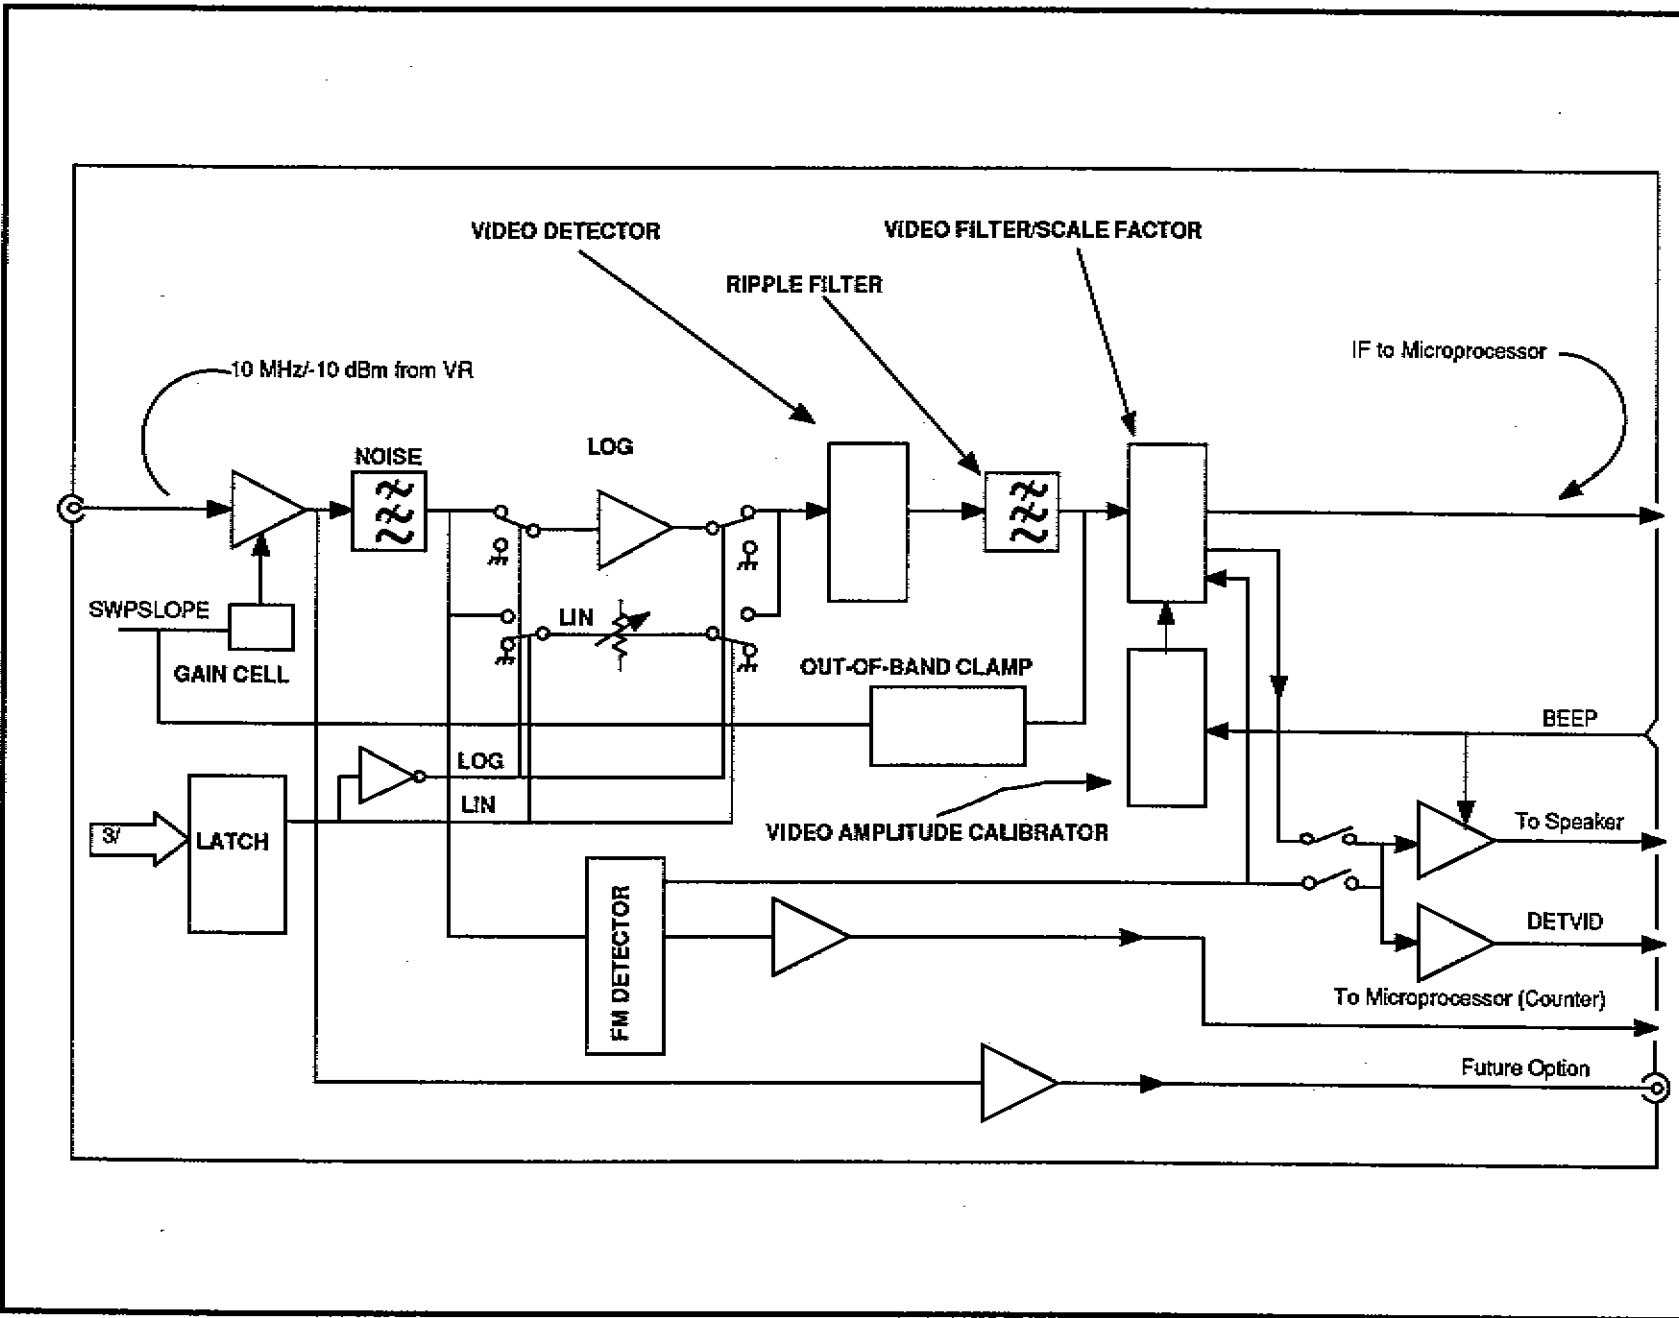 VIDEO DETECTOR
VIDEO FILTER/SCALE FACTOR
RIPPLE FILTER
IF to Microprocessor
10 MHz/-10 dBm from VR
LOG
NOISE
SWPSLOPE
LIN
GAIN CELL
OUT-OF-BAND CLAMP
BEEP
LOG
LIN
3/
LATCH
VIDEO AMPLITUDE CALIBRATOR
To Speaker
FM DETECTOR
DETVID
To Microprocessor (Counter)
Future Option